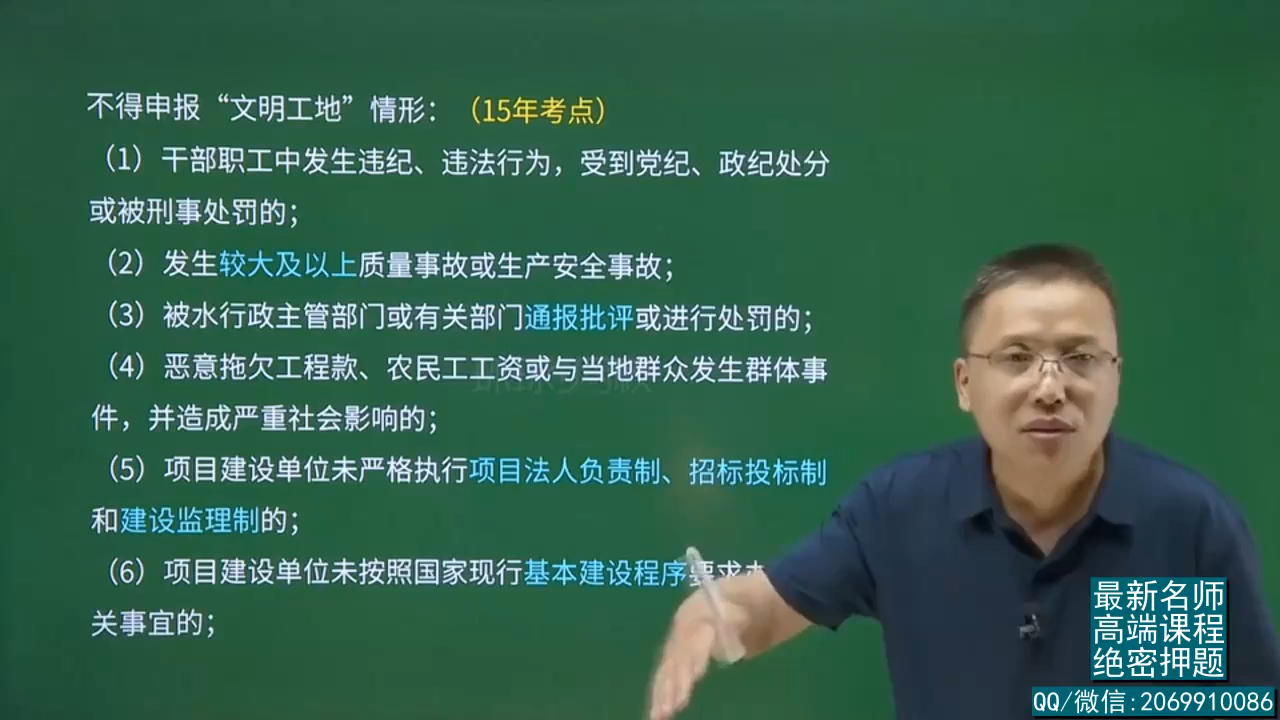 不得申报“文明工地”情形：（15年考点）
（1）干部职工中发生违纪、违法行为，受到党纪、政纪处分
或被刑事处罚的；
（2）发生较大及以上质量事故或生产安全事故；
（3）被水行政主管部门或有关部门通报批评或进行处罚的；
（4）恶意拖欠工程款、农民工工资或与当地群众发生群体事
件，并造成严重社会影响的；
（5）项目建设单位未严格执行项目法人负责制、招标投标制
和建设监理制的；
（6）项目建设单位未按照国家现行基本建设程序要求
关事宜的；
最新名师
高端课程
绝密押题
QQ/微信:2069910086